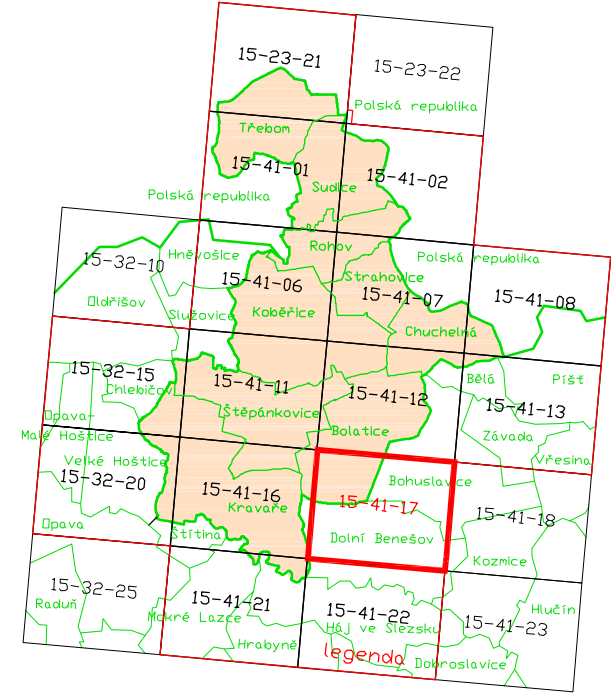 15-23-21
15-23-22
Polská republika
Třebom
15-41-01
15-41-02
Sudice
Polská republika
Rohov
Hněvošice
Polská republika
15-32-10
15-41-06
Strahovice
15-41-07
15-41-08
Oldřišov
Služovice
Kobeřice
Chuchelná
15-32-15
Chlebičov
15-41-11
15-41-12
Bělá
Píšť
15-41-13
Opava-
Malé Hoštice
Štěpánkovice
Bolatice
Závada
Velké Hoštice
Vřesina
15-32-20
15-41-16
Kravaře
Bohuslavice
15-41-17
15-41-18
Opava
Štítina
Dolní Benešov
Kozmice
15-32-25
Raduň
15-41-21
Mokré Lazce
15-41-22
Háj ve Slezsku
Hlučín
15-41-23
Hrabyně
legenda
Dobroslavice